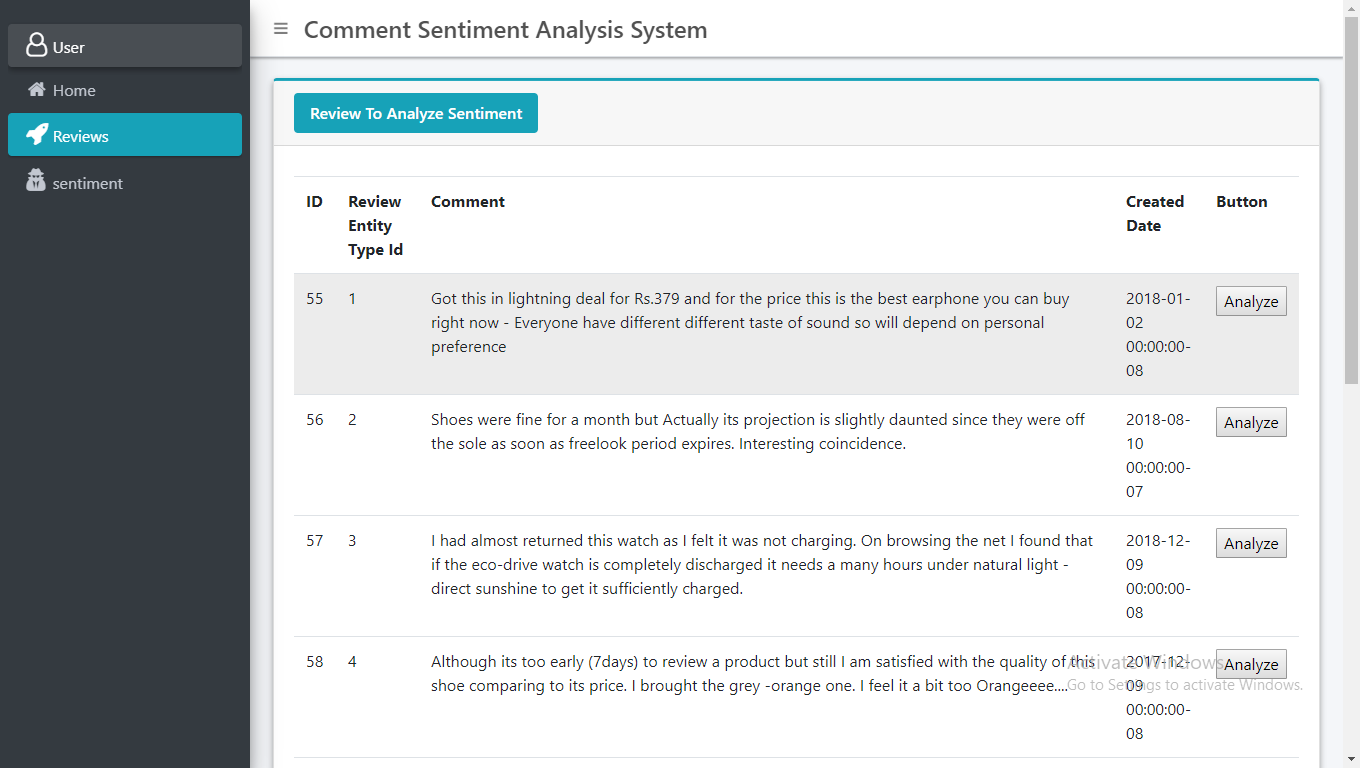 User
Home
Reviews
sentiment
Comment Sentiment Analysis System
Review To Analyze Sentiment
ID
Review
Entity
Type Id
Comment
Created
Date
Button
55
1
Got this in lightning deal for Rs.379 and for the price this is the best earphone you can buy
right now - Everyone have different different taste of sound so will depend on personal
preference
2018-01-
02
00:00:00-
08
Analyze
56
2
Shoes were fine for a month but Actually its projection is slightly daunted since they were off
the sole as soon as freelook period expires. Interesting coincidence.
2018-08-
10
00:00:00-
07
Analyze
57
3
I had almost returned this watch as I felt it was not charging. On browsing the net I found that
if the eco-drive watch is completely discharged it needs a many hours under natural light -
direct sunshine to get it sufficiently charged.
2018-12-
09
00:00:00-
08
Analyze
58
4
Although its too early (7days) to review a product but still I am satisfied with the quality of this
shoe comparing to its price. I brought the grey -orange one. I feel it a bit too Orangeeee....
2017-12-
09
00:00:00-
08
Analyze
Activate Windows
Go to Settings to activate Windows.